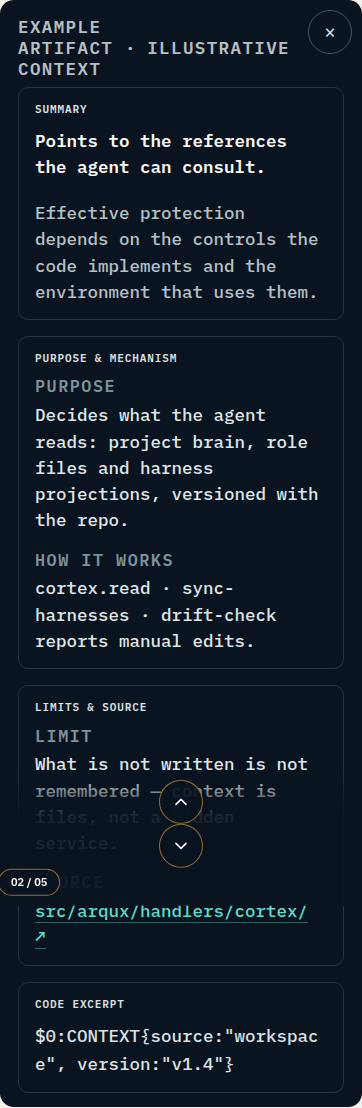 EXAMPLE
ARTIFACT · ILLUSTRATIVE
CONTEXT
×
SUMMARY
Points to the references
the agent can consult.
Effective protection
depends on the controls the
code implements and the
environment that uses them.
PURPOSE & MECHANISM
PURPOSE
Decides what the agent
reads: project brain, role
files and harness
projections, versioned with
the repo.
HOW IT WORKS
cortex.read · sync-
harnesses · drift-check
reports manual edits.
LIMITS & SOURCE
LIMIT
What is not written is not
remembered — context is
files, not a
service.
02 / 05
src/arqux/handlers/cortex/
↗
CODE EXCERPT
$0:CONTEXT{source:"workspac
e", version:"v1.4"}